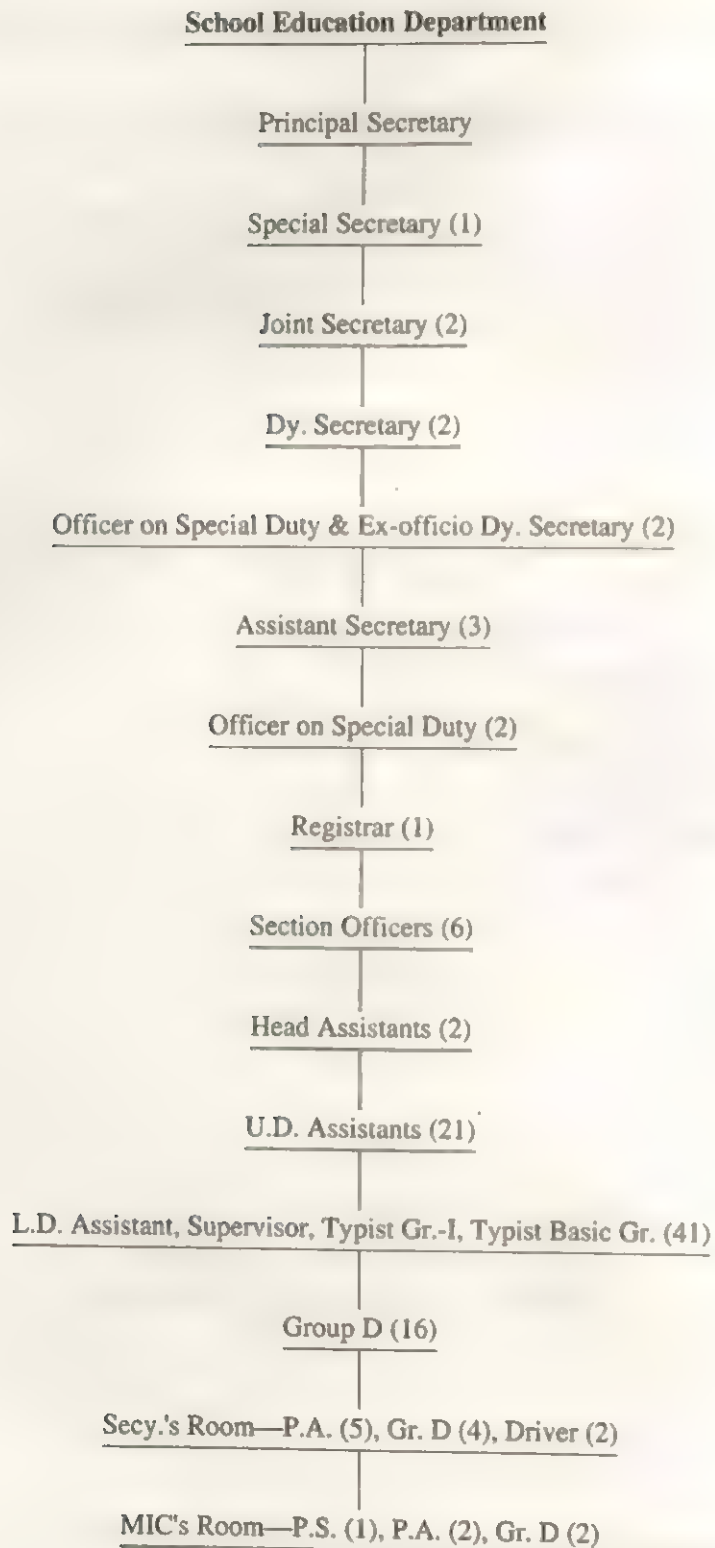 School Education Department
Principal Secretary
Special Secretary (1)
Joint Secretary (2)
Dy. Secretary (2)
Officer on Special Duty & Ex-officio Dy. Secretary (2)
Assistant Secretary (3)
Officer on Special Duty (2)
Registrar (1)
Section Officers (6)
Head Assistants (2)
U.D. Assistants (21)
L.D. Assistant, Supervisor, Typist Gr.-I, Typist Basic Gr. (41)
Group D (16)
Secy.'s Room—P.A. (5), Gr. D (4), Driver (2)
MIC's Room—P.S. (1), P.A. (2), Gr. D (2)